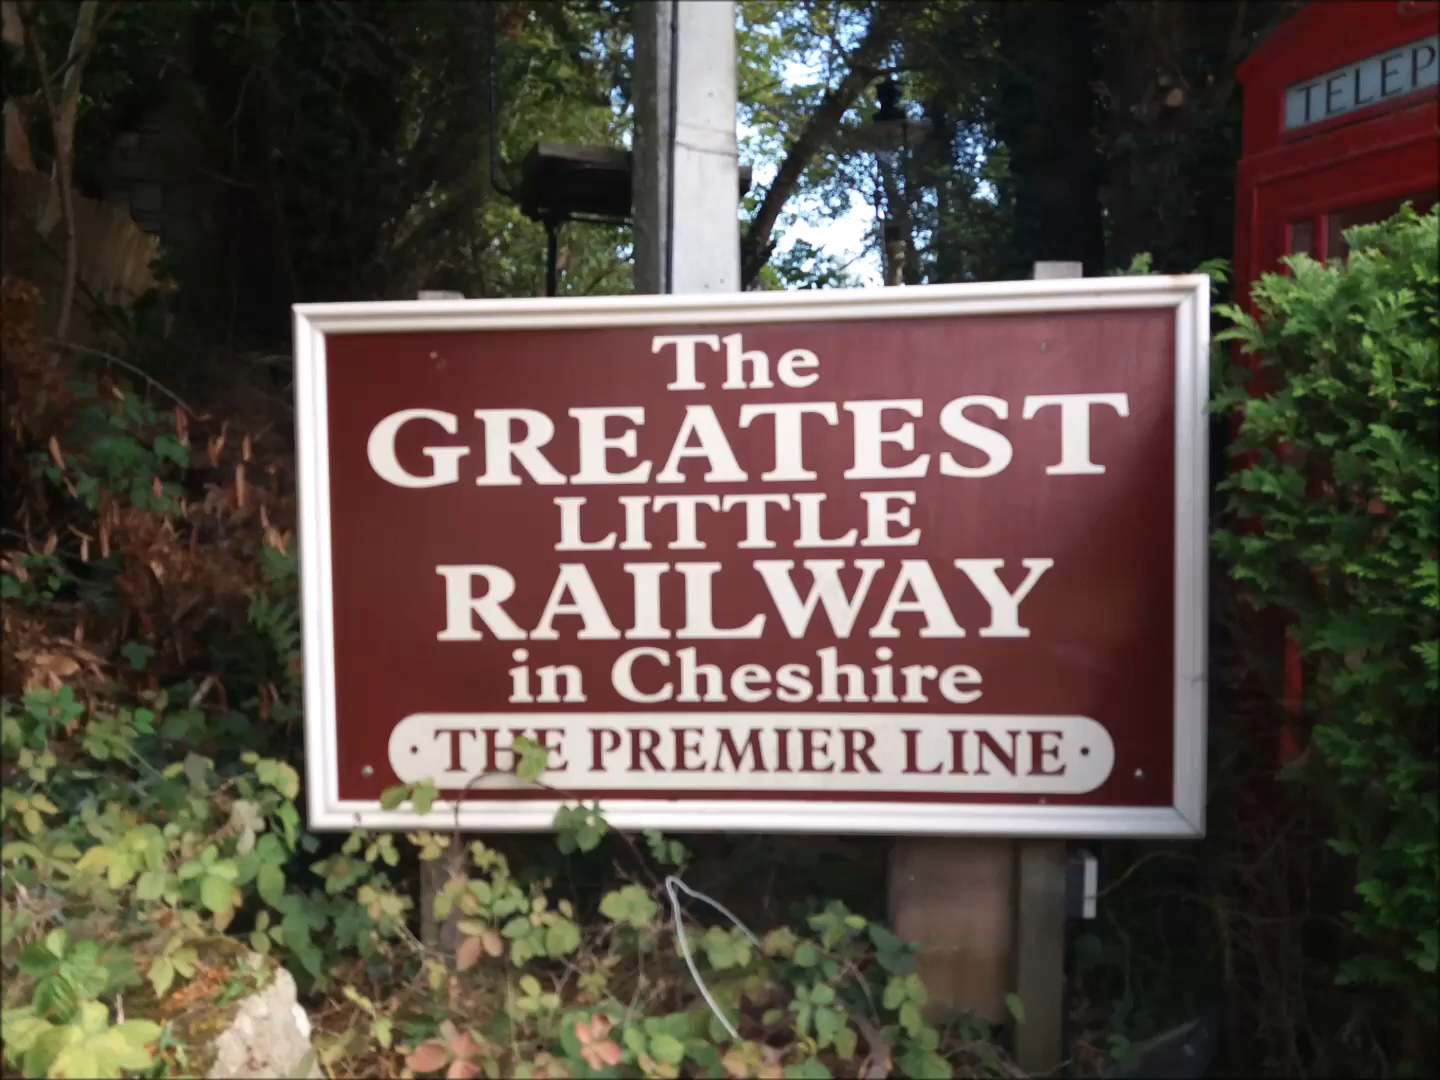 The
GREATEST
LITTLE
RAILWAY
in Cheshire
· THE PREMIER LINE ·
TELEP